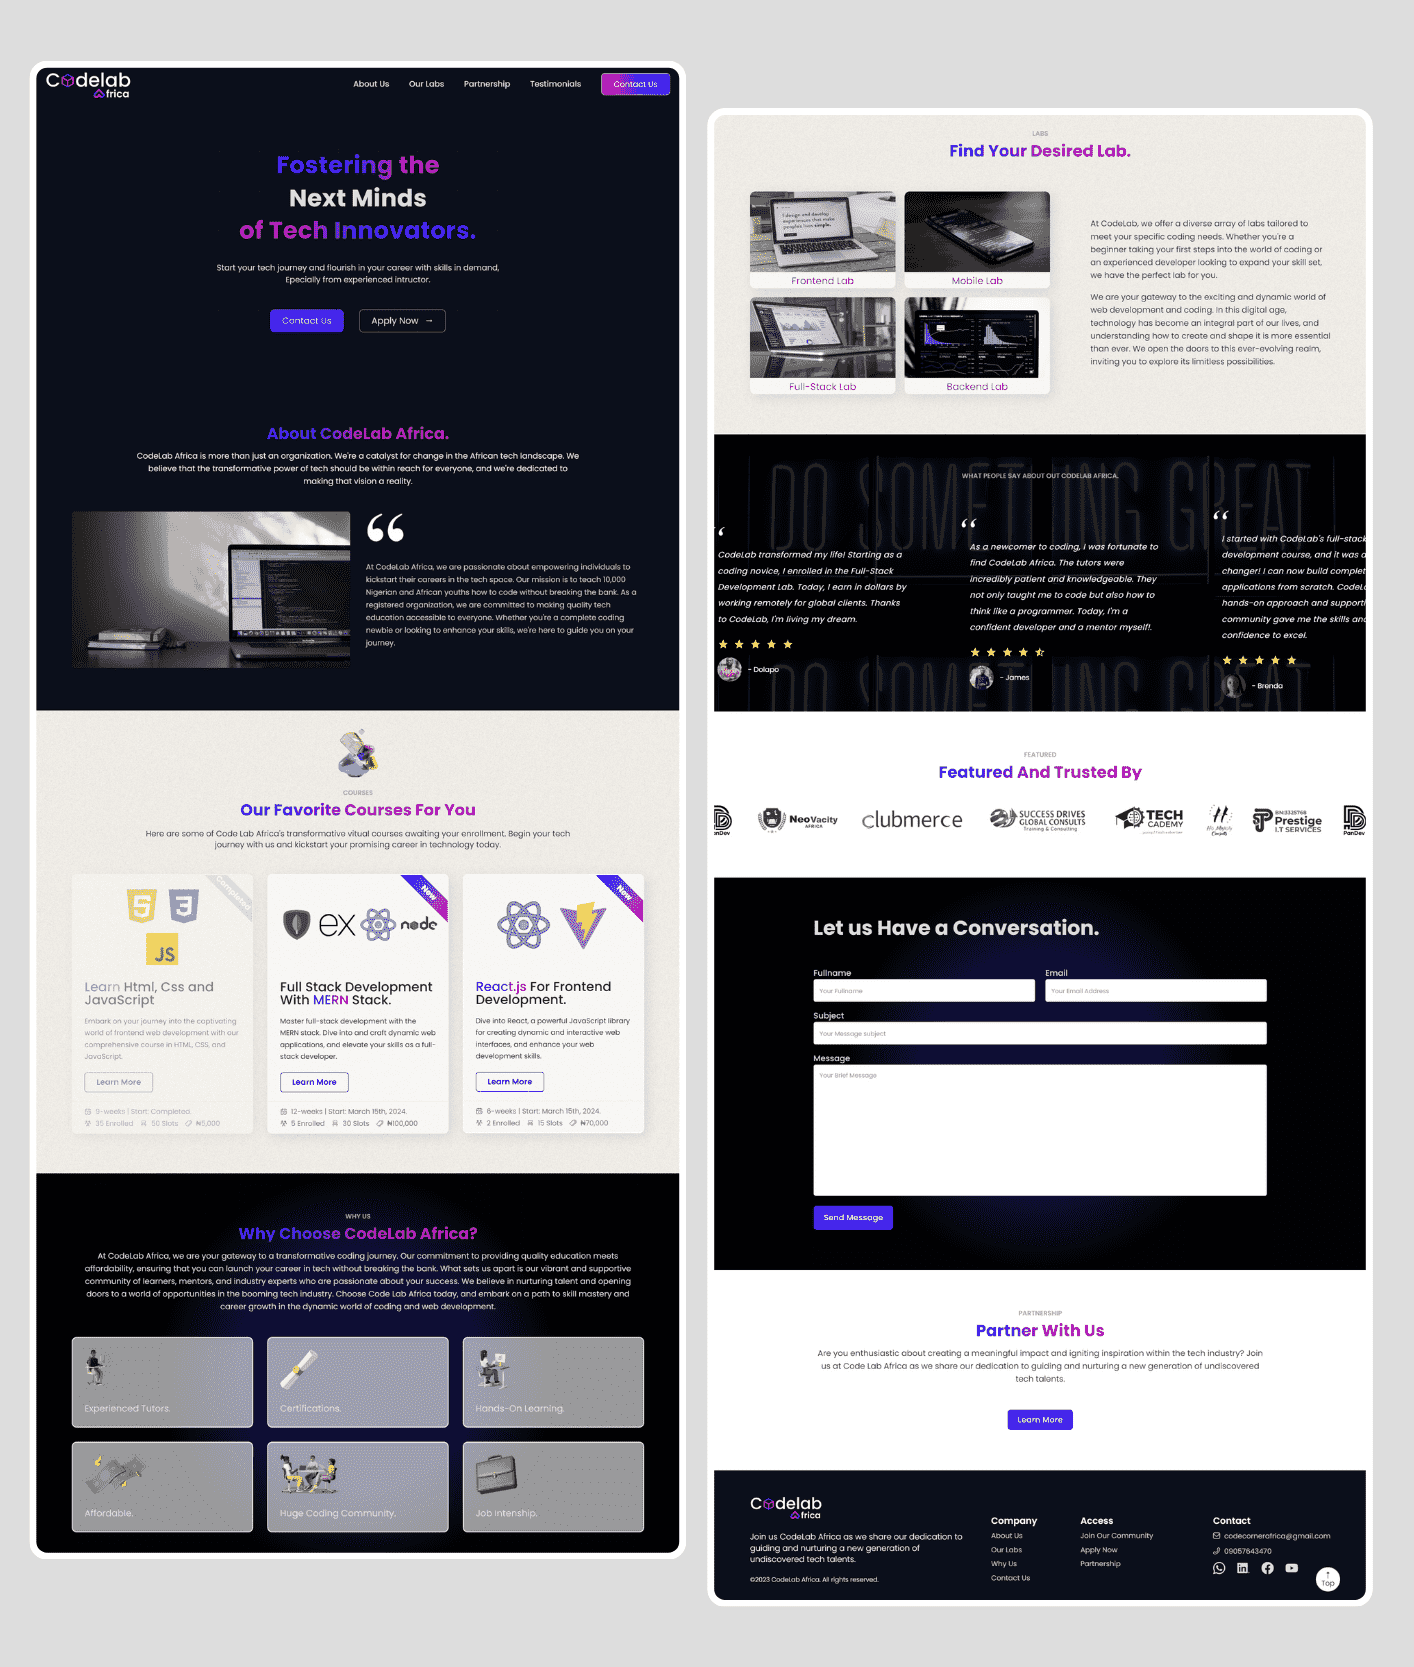 Codelab
Africa
About Us
Our Labs
Partnership
Testimonials
Contact Us
Fostering the
Next Minds
of Tech Innovators.
Start your tech journey and flourish in your career with skills in demand,
Epecially from experienced intructor.
Contact Us
Apply Now →
About CodeLab Africa.
CodeLab Africa is more than just an organization. We're a catalyst for change in the African tech landscape. We
believe that the transformative power of tech should be within reach for everyone, and we're dedicated to
making that vision a reality.
At CodeLab Africa, we are passionate about empowering individuals to
kickstart their careers in the tech space. Our mission is to teach 10,000
Nigerian and African youths how to code without breaking the bank. As a
registered organization, we are committed to making quality tech
education accessible to everyone. Whether you're a complete coding
newbie or looking to enhance your skills, we're here to guide you on your
journey.
COURSES
Our Favorite Courses For You
Here are some of Code Lab Africa's transformative vitual courses awaiting your enrollment. Begin your tech
journey with us and kickstart your promising career in technology today.
Completed
5
3
JS
Learn Html, Css and
JavaScript
Embark on your journey into the captivating
world of frontend web development with our
comprehensive course in HTML, CSS, and
JavaScript.
Learn More
5-weeks | Start: Completed.
35 Enrolled
50 Slots
₦0,000
New
ex
node
Full Stack Development
With MERN Stack.
Master full-stack development with the
MERN stack. Dive into and craft dynamic web
applications, and elevate your skills as a full-
stack developer.
Learn More
12-weeks | Start: March 15th, 2024.
5 Enrolled
30 Slots
₦100,000
New
React.js For Frontend
Development.
Dive into React, a powerful JavaScript library
for creating dynamic and interactive web
interfaces, and enhance your web
development skills.
Learn More
6-weeks | Start: March 15th, 2024.
2 Enrolled
15 Slots
₦70,000
WHY US
Why Choose CodeLab Africa?
At CodeLab Africa, we are your gateway to a transformative coding journey. Our commitment to providing quality education meets
affordability, ensuring that you can launch your career in tech without breaking the bank. What sets us apart is our vibrant and supportive
community of learners, mentors, and industry experts who are passionate about your success. We believe in nurturing talent and opening
doors to a world of opportunities in the booming tech industry. Choose Code Lab Africa today, and embark on a path to skill mastery and
career growth in the dynamic world of coding and web development.
Experienced Tutors.
Certifications.
Hands-On Learning.
Affordable.
Huge Coding Community.
Job Intenship.
LABS
Find Your Desired Lab.
I design and develop
experiences that make
people's lives simple.
Frontend Lab
Mobile Lab
Full-Stack Lab
Backend Lab
At CodeLab, we offer a diverse array of labs tailored to
meet your specific coding needs. Whether you're a
beginner taking your first steps into the world of coding or
an experienced developer looking to expand your skill set,
we have the perfect lab for you.
We are your gateway to the exciting and dynamic world of
web development and coding. In this digital age,
technology has become an integral part of our lives, and
understanding how to create and shape it is more essential
than ever. We open the doors to this ever-evolving realm,
inviting you to explore its limitless possibilities.
DO SOMETHING GREAT
WHAT PEOPLE SAY ABOUT OUT CODELAB AFRICA.
CodeLab transformed my life! Starting as a
coding novice, I enrolled in the Full-Stack
Development Lab. Today, I earn in dollars by
working remotely for global clients. Thanks
to CodeLab, I'm living my dream.
- Dolapo
As a newcomer to coding, I was fortunate to
find CodeLab Africa. The tutors were
incredibly patient and knowledgeable. They
not only taught me to code but also how to
think like a programmer. Today, I'm a
confident developer and a mentor myself!.
- James
I started with CodeLab's full-stack
development course, and it was a
changer! I can now build complet
applications from scratch. CodeL
hands-on approach and supporti
community gave me the skills and
confidence to excel.
- Brenda
DO SOMETHING GREAT
FEATURED
Featured And Trusted By
PanDev
NeoVacity
AFRICA
clubmerce
SUCCESS DRIVES
GLOBAL CONSULTS
Training & Consulting
TECH
CADEMY
BN:3325768
Prestige
I.T SERVICES
PanDev
Let us Have a Conversation.
Fullname
Your Fullname
Email
Your Email Address
Subject
Your Message subject
Message
Your Brief Message
Send Message
PARTNERSHIP
Partner With Us
Are you enthusiastic about creating a meaningful impact and igniting inspiration within the tech industry? Join
us at Code Lab Africa as we share our dedication to guiding and nurturing a new generation of undiscovered
tech talents.
Learn More
Codelab
Africa
Join us CodeLab Africa as we share our dedication to
guiding and nurturing a new generation of
undiscovered tech talents.
©2023 CodeLab Africa. All rights reserved.
Company
About Us
Our Labs
Why Us
Contact Us
Access
Join Our Community
Apply Now
Partnership
Contact
codecornerafrica@gmail.com
09057643470
↑
Top